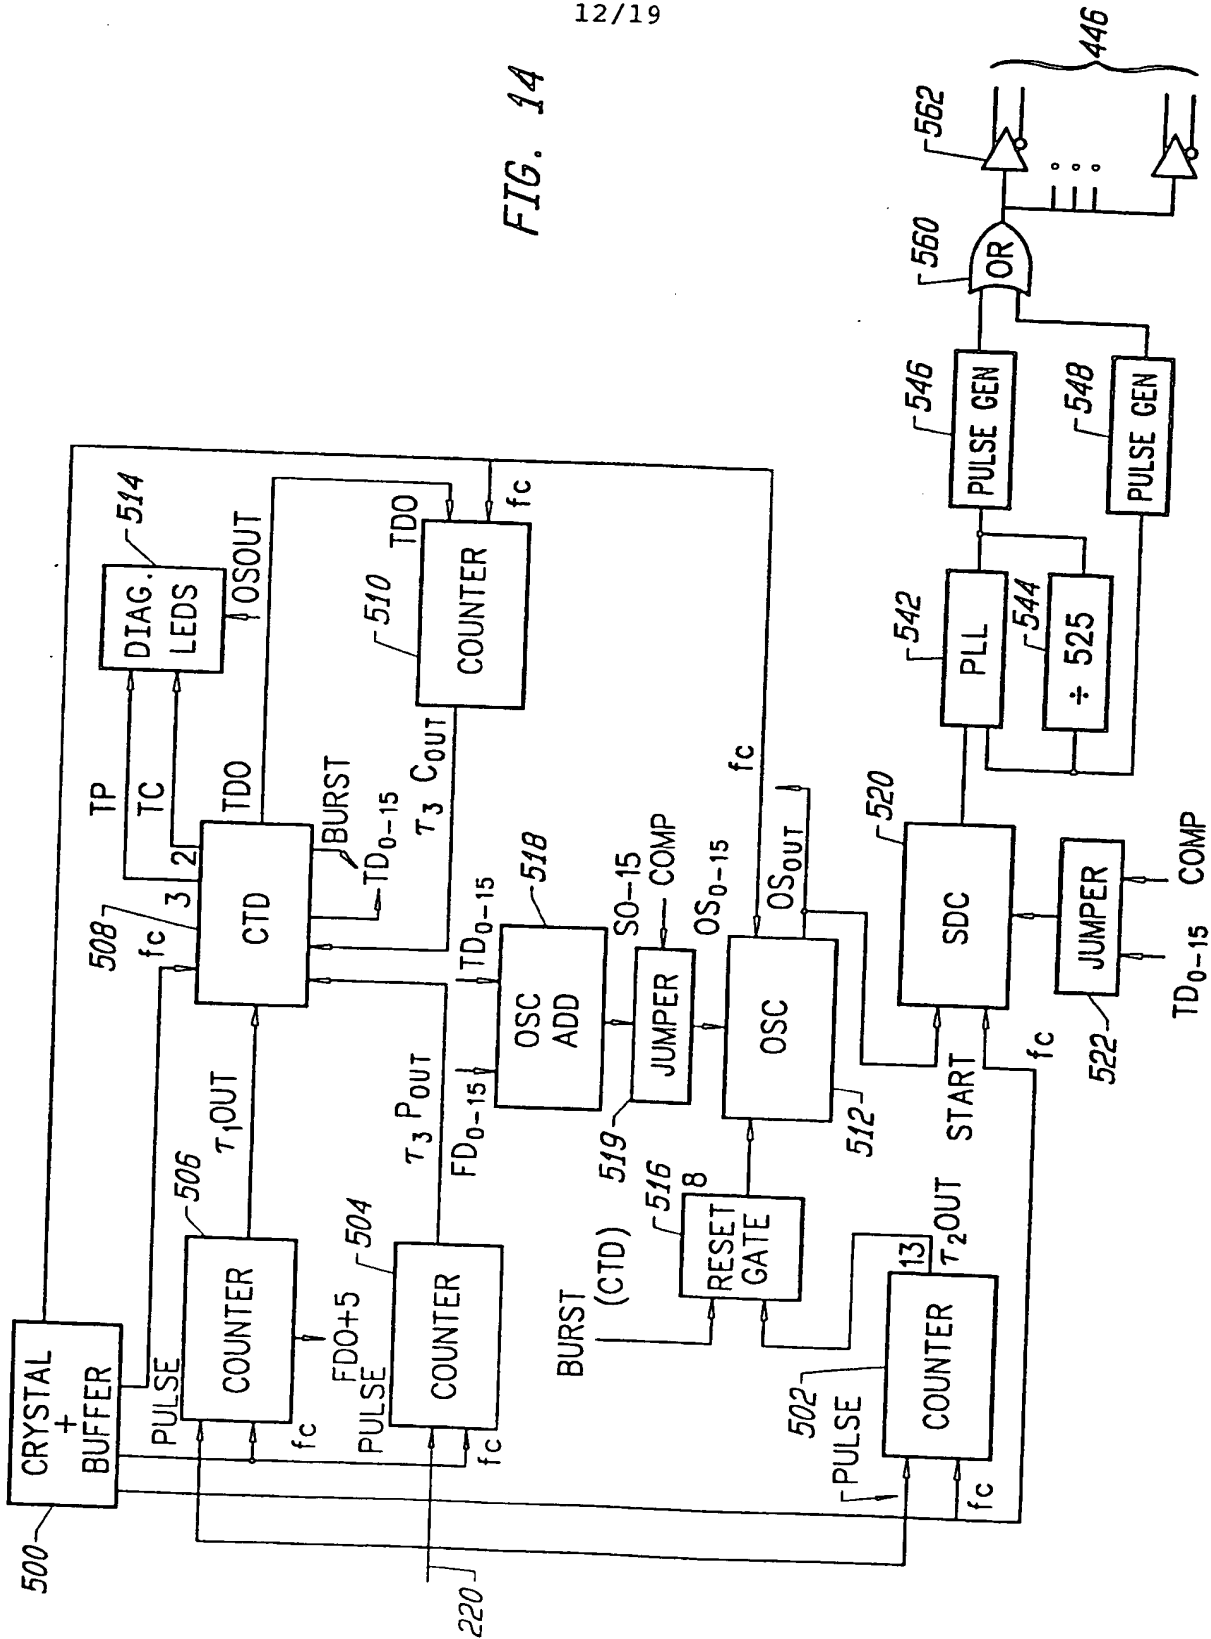 12/19
FIG. 14
500
CRYSTAL
+
BUFFER
PULSE
506
COUNTER
fc
FDO+5
τ1OUT
508
fc
3
2
CTD
TP
TC
TDO
BURST
TD0-15
514
DIAG.
LEDS
OSOUT
510
TDO
COUNTER
fc
τ3 COUT
220
PULSE
504
COUNTER
fc
τ3 POUT
FD0-15
TD0-15
518
OSC
ADD
SO-15
COMP
519
JUMPER
OS0-15
fc
BURST
(CTD)
516
8
RESET
GATE
OSC
512
OSOUT
PULSE
502
COUNTER
fc
13
τ2OUT
START
fc
520
SDC
522
JUMPER
TD0-15
COMP
542
PLL
544
÷ 525
546
PULSE GEN
548
PULSE GEN
560
OR
562
446